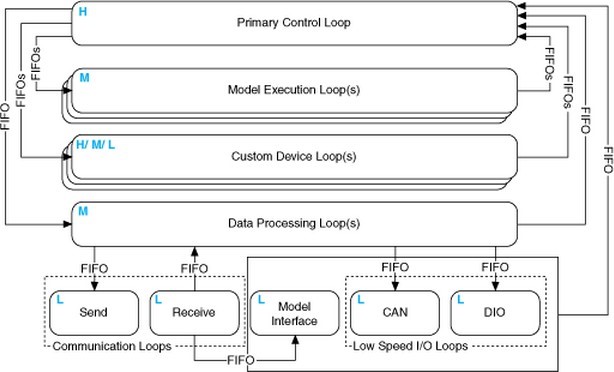 H
Primary Control Loop
FIFOs
FIFOs
FIFO
M
Model Execution Loop(s)
FIFOs
FIFOs
FIFO
FIFO
H/ M/ L
Custom Device Loop(s)
M
Data Processing Loop(s)
FIFO
FIFO
FIFO
FIFO
L
Send
L
Receive
L
Model
Interface
L
CAN
L
DIO
Communication Loops
FIFO
Low Speed I/O Loops